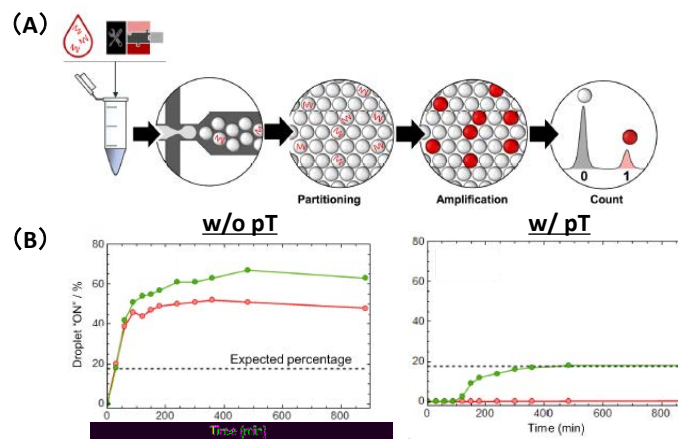 (A)
Partitioning
Amplification
0
1
Count
(B)
w/o pT
w/ pT
80
60
40
20
0
Droplet "ON" / %
Expected percentage
0
200
400
600
800
Time (min)
80
60
40
20
0
0
200
400
600
800
Time (min)